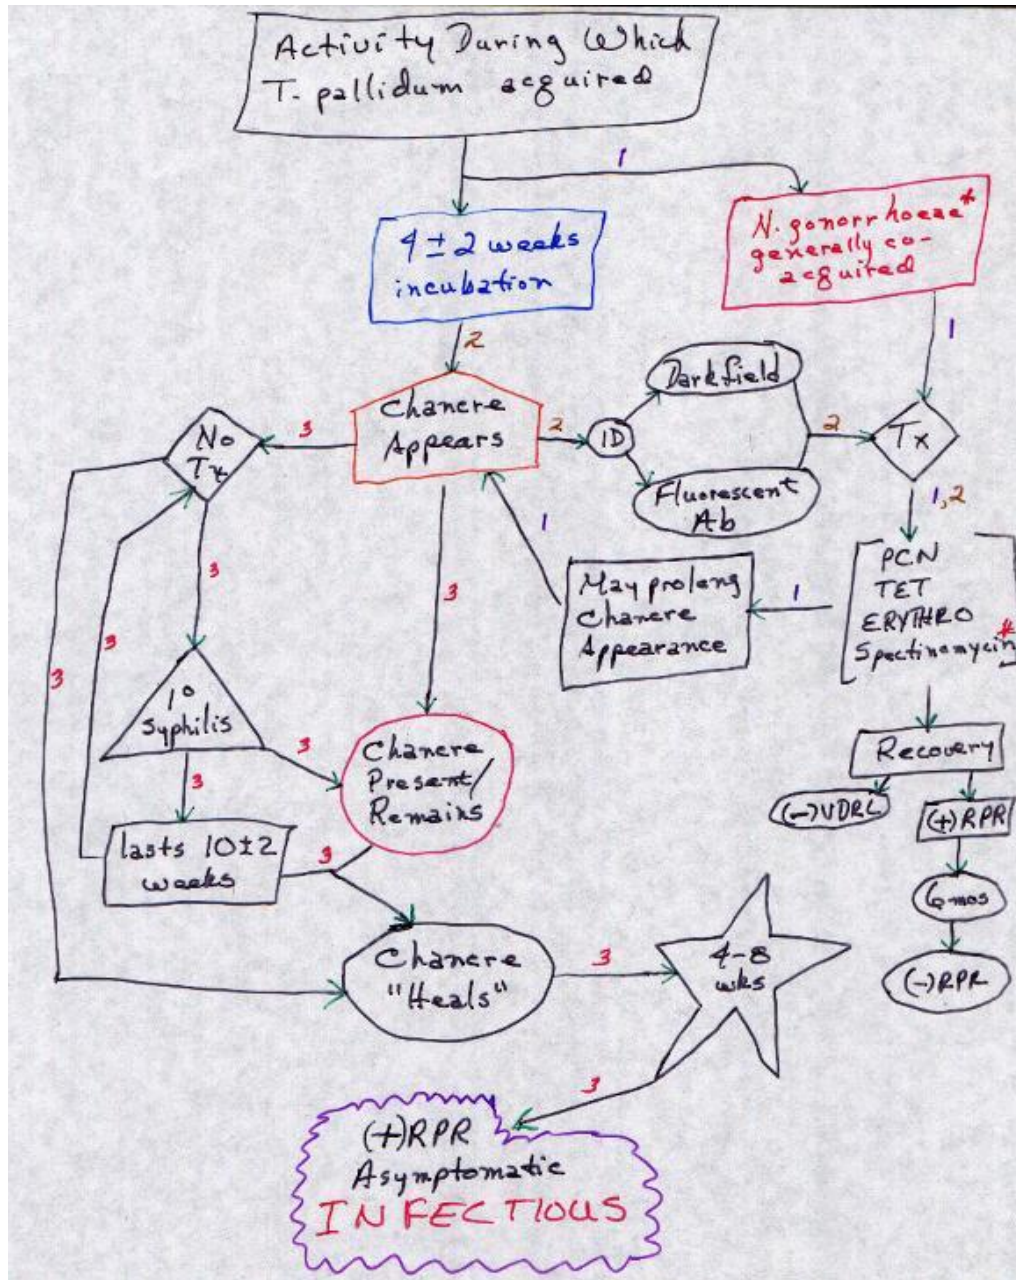 Activity During Which
T. pallidum acquired
1
4 ± 2 weeks
incubation
N. gonorrhoeae*
generally co-
acquired
2
1
Darkfield
Chancre
Appears
3
No
Tx
2
ID
2
Tx
Fluorescent
Ab
1
1,2
3
3
May prolong
Chancre
Appearance
1
PCN
TET
ERYTHRO
Spectinomycin*
3
3
1°
Syphilis
3
3
Chancre
Present/
Remains
Recovery
(-)VDRL
(+)RPR
lasts 10±2
weeks
3
6 mos
Chancre
"Heals"
3
4-8
wks
(-)RPR
3
(+)RPR
Asymptomatic
INFECTIOUS